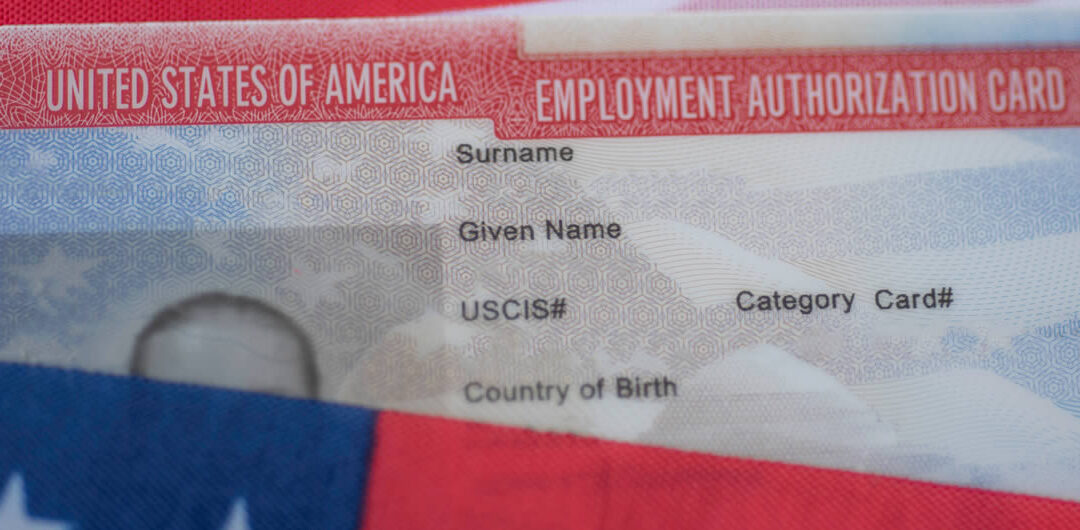 UNITED STATES OF AMERICA
EMPLOYMENT AUTHORIZATION CARD
Surname
Given Name
USCIS# Category Card#
Country of Birth